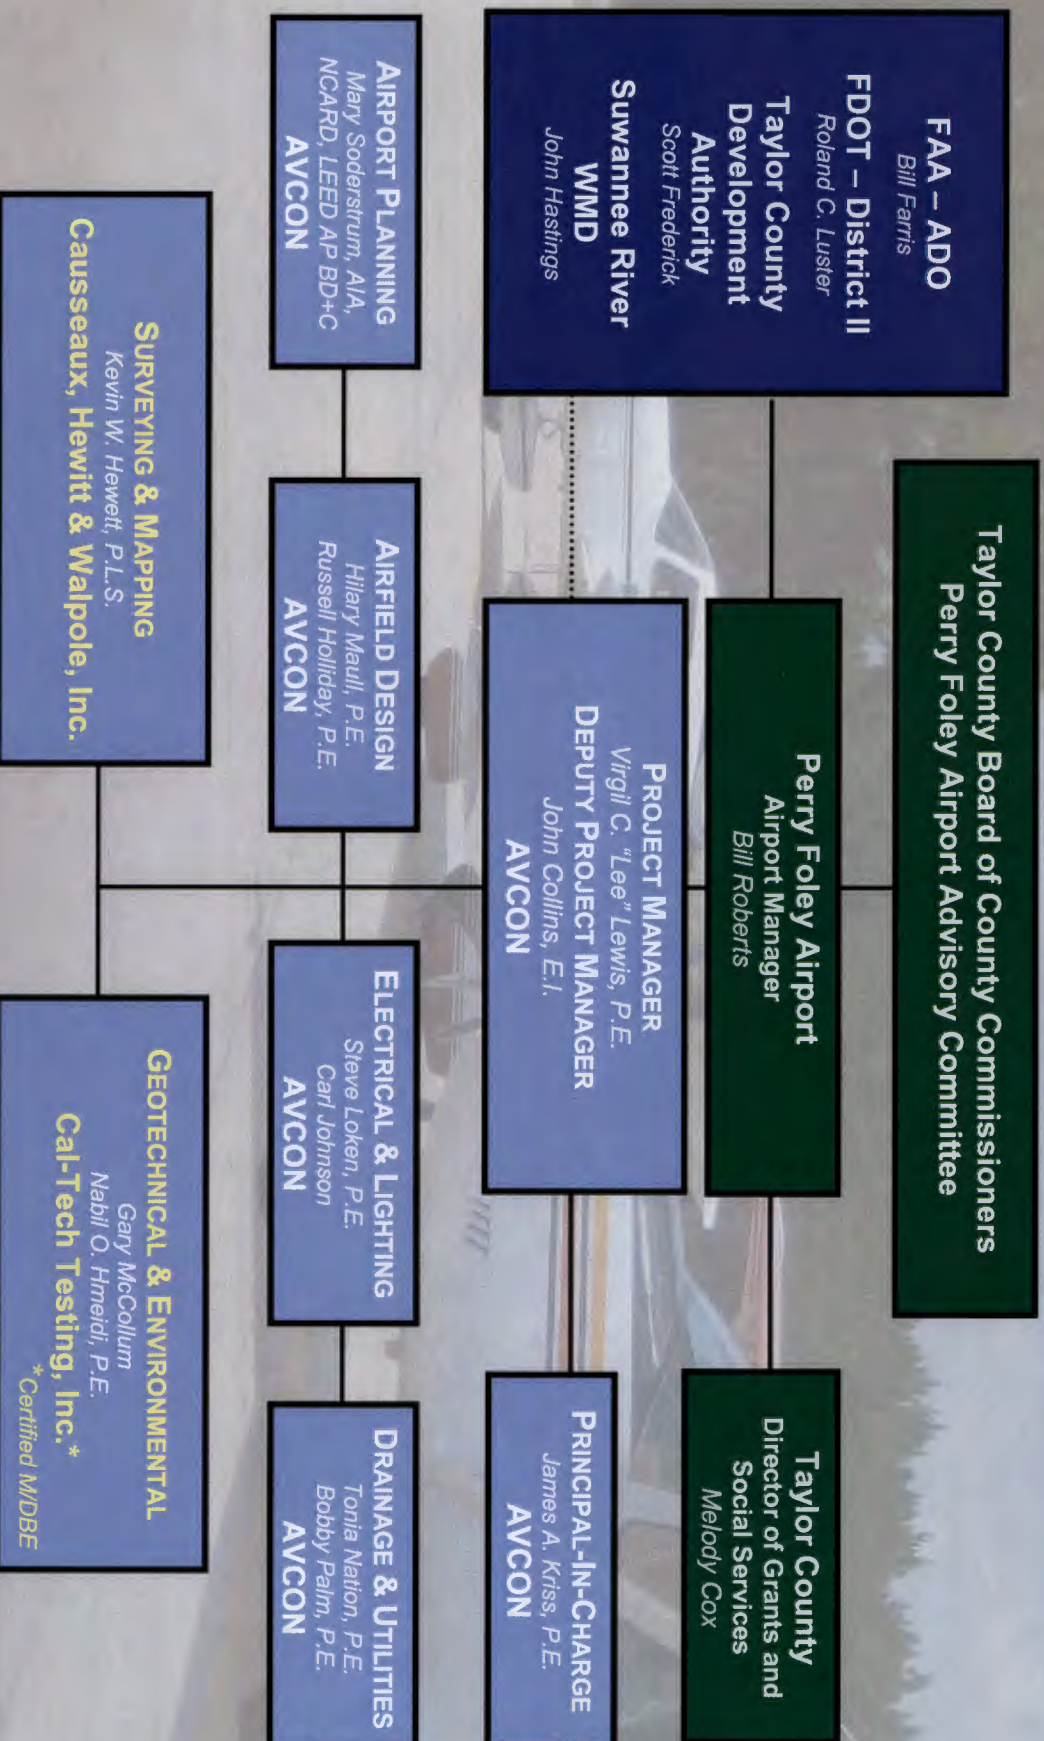 Taylor County Board of County Commissioners
Perry Foley Airport Advisory Committee
FAA – ADO
Bill Farris
FDOT – District II
Roland C. Luster
Taylor County
Development
Authority
Scott Frederick
Suwannee River
WMD
John Hastings
Perry Foley Airport
Airport Manager
Bill Roberts
Taylor County
Director of Grants and
Social Services
Melody Cox
PROJECT MANAGER
Virgil C. “Lee” Lewis, P.E.
DEPUTY PROJECT MANAGER
John Collins, E.I.
AVCON
PRINCIPAL-IN-CHARGE
James A. Kriss, P.E.
AVCON
AIRPORT PLANNING
Mary Soderstrum, AIA,
NCARD, LEED AP BD+C
AVCON
AIRFIELD DESIGN
Hilary Maull, P.E.
Russell Holliday, P.E.
AVCON
ELECTRICAL & LIGHTING
Steve Loken, P.E.
Carl Johnson
AVCON
DRAINAGE & UTILITIES
Tonia Nation, P.E.
Bobby Palm, P.E.
AVCON
SURVEYING & MAPPING
Kevin W. Hewett, P.L.S.
Causseaux, Hewitt & Walpole, Inc.
GEOTECHNICAL & ENVIRONMENTAL
Gary McCollum
Nabil O. Hmeidi, P.E.
Cal-Tech Testing, Inc.*
*Certified M/DBE